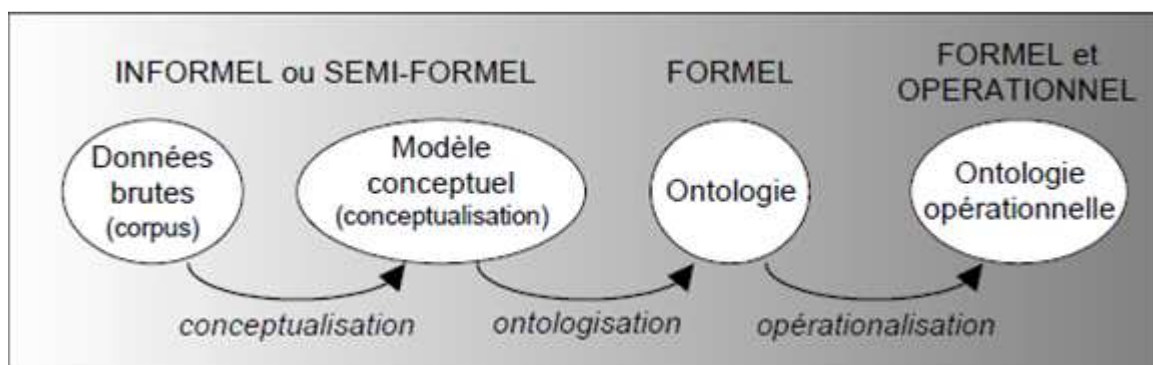 INFORMEL ou SEMI-FORMEL
FORMEL
FORMEL et
OPERATIONNEL
Données
brutes
(corpus)
Modèle
conceptuel
(conceptualisation)
Ontologie
Ontologie
opérationnelle
conceptualisation
ontologisation
opérationalisation